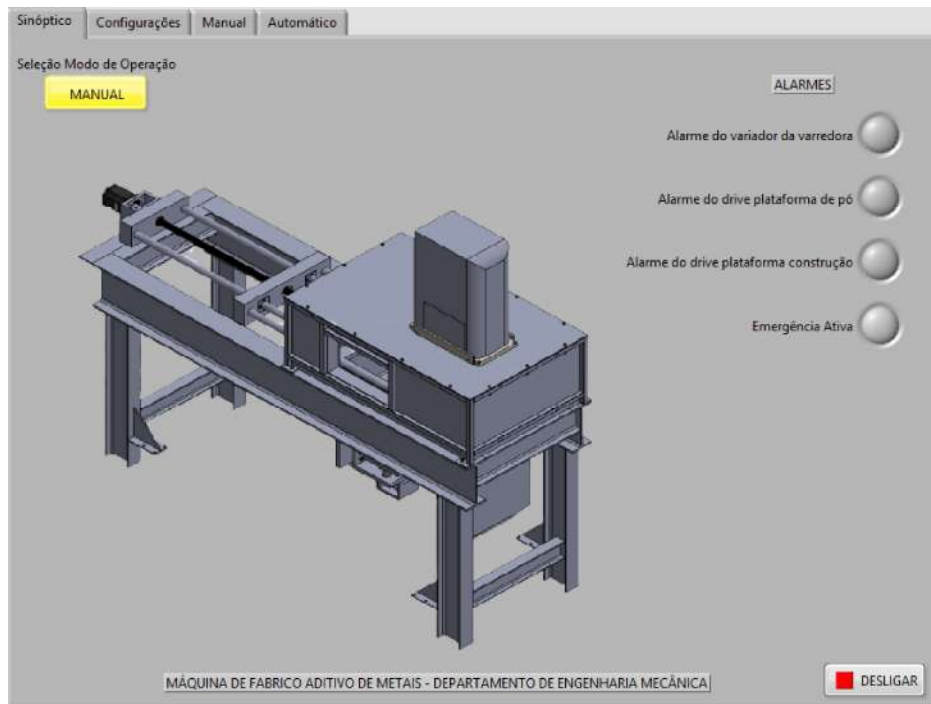 Sinóptico
Configurações
Manual
Automático
Seleção Modo de Operação
MANUAL
ALARMES
Alarme do variador da varredora
Alarme do drive plataforma de pó
Alarme do drive plataforma construção
Emergência Ativa
MÁQUINA DE FABRICO ADITIVO DE METAIS - DEPARTAMENTO DE ENGENHARIA MECÂNICA
DESLIGAR